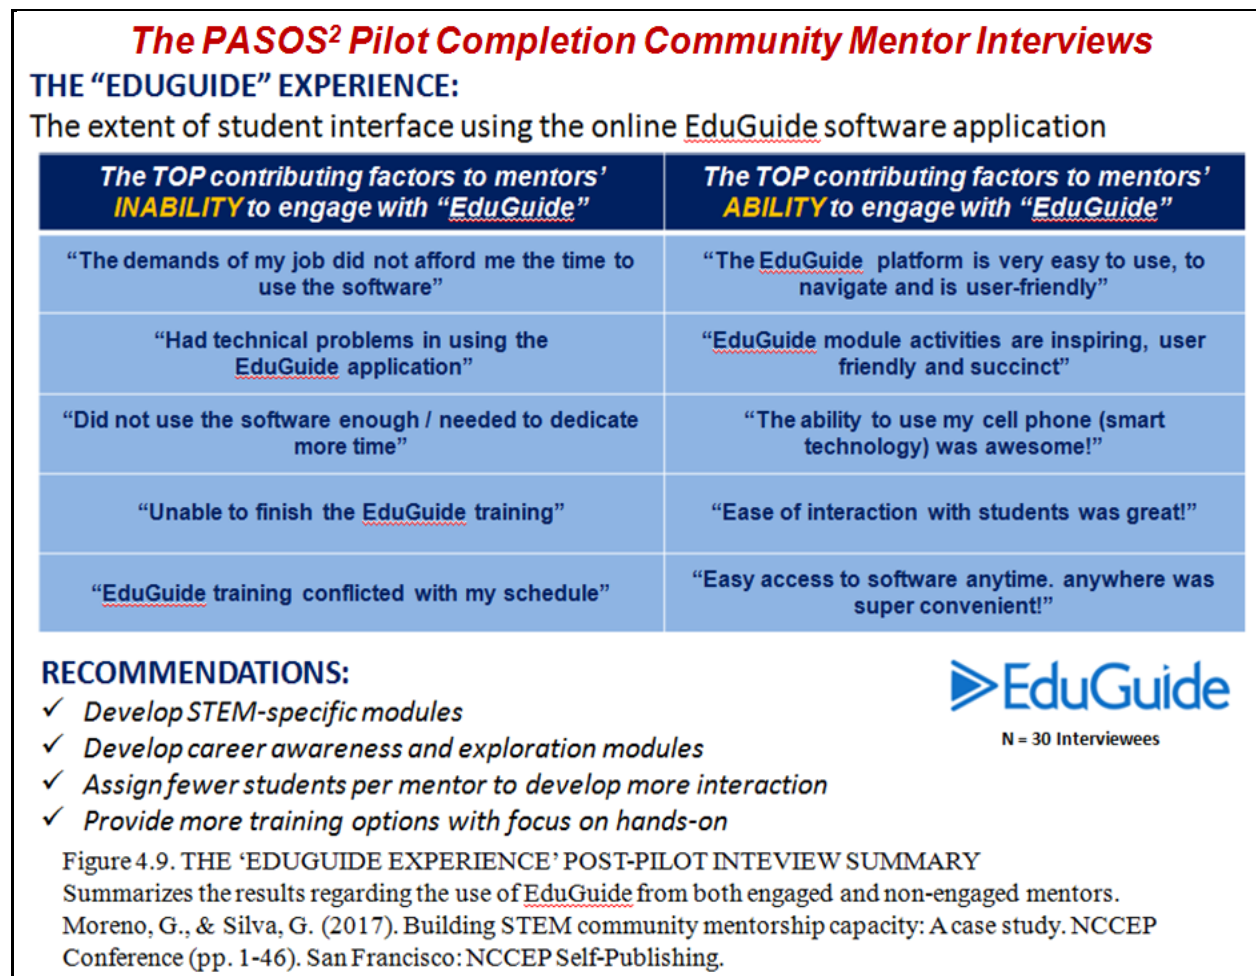 The PASOS² Pilot Completion Community Mentor Interviews
THE “EDUGUIDE” EXPERIENCE:
The extent of student interface using the online EduGuide software application
The TOP contributing factors to mentors’
INABILITY to engage with “EduGuide”
The TOP contributing factors to mentors’
ABILITY to engage with “EduGuide”
“The demands of my job did not afford me the time to
use the software”
“The EduGuide platform is very easy to use, to
navigate and is user-friendly”
“Had technical problems in using the
EduGuide application”
“EduGuide module activities are inspiring, user
friendly and succinct”
“Did not use the software enough / needed to dedicate
more time”
“The ability to use my cell phone (smart
technology) was awesome!”
“Unable to finish the EduGuide training”
“Ease of interaction with students was great!”
“EduGuide training conflicted with my schedule”
“Easy access to software anytime. anywhere was
super convenient!”
RECOMMENDATIONS:
✓ Develop STEM-specific modules
✓ Develop career awareness and exploration modules
✓ Assign fewer students per mentor to develop more interaction
✓ Provide more training options with focus on hands-on
EduGuide
N = 30 Interviewees
Figure 4.9. THE ‘EDUGUIDE EXPERIENCE’ POST-PILOT INTEVIEW SUMMARY
Summarizes the results regarding the use of EduGuide from both engaged and non-engaged mentors.
Moreno, G., & Silva, G. (2017). Building STEM community mentorship capacity: A case study. NCCEP
Conference (pp. 1-46). San Francisco: NCCEP Self-Publishing.